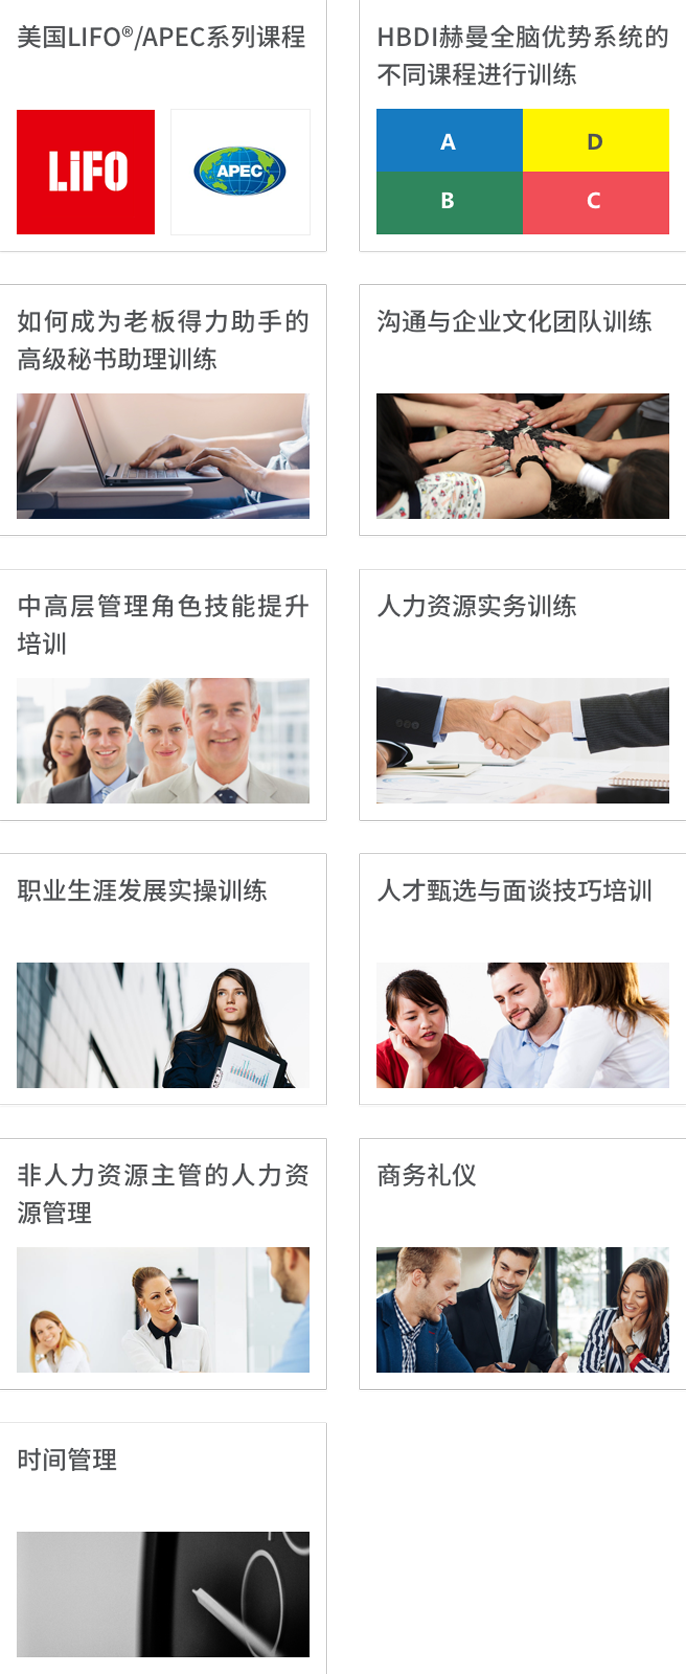 美国LIFO®/APEC系列课程
LiFO
APEC
HBDI赫曼全脑优势系统的
不同课程进行训练
A
D
B
C
如何成为老板得力助手的
高级秘书助理训练
沟通与企业文化团队训练
中高层管理角色技能提升
培训
人力资源实务训练
职业生涯发展实操训练
人才甄选与面谈技巧培训
非人力资源主管的人力资
源管理
商务礼仪
时间管理